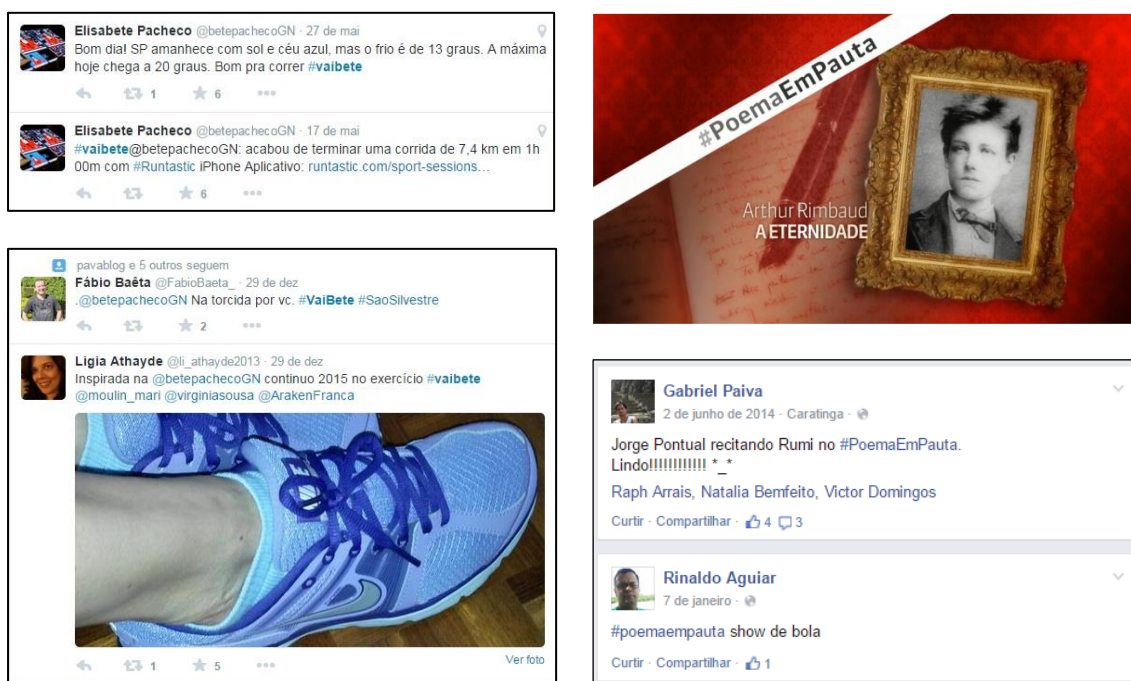 Elisabete Pacheco @betepachecoGN · 27 de mai
Bom dia! SP amanhece com sol e céu azul, mas o frio é de 13 graus. A máxima
hoje chega a 20 graus. Bom pra correr #vaibete
1 6
Elisabete Pacheco @betepachecoGN · 17 de mai
#vaibete@betepachecoGN: acabou de terminar uma corrida de 7,4 km em 1h
00m com #Runtastic iPhone Aplicativo: runtastic.com/sport-sessions...
6
pavablog e 5 outros seguem
Fábio Baêta @FabioBaeta_ · 29 de dez
.@betepachecoGN Na torcida por vc. #VaiBete #SaoSilvestre
2
Ligia Athayde @li_athayde2013 · 29 de dez
Inspirada na @betepachecoGN continuo 2015 no exercício #vaibete
@moulin_mari @virginiasousa @ArakenFranca
1 5
Ver foto
#PoemaEmPauta
Arthur Rimbaud
A ETERNIDADE
Gabriel Paiva
2 de junho de 2014 · Caratinga ·
Jorge Pontual recitando Rumi no #PoemaEmPauta.
Lindo!!!!!!!!!!!! *_*
Raph Arrais, Natalia Bemfeito, Victor Domingos
Curtir · Compartilhar · 4 3
Rinaldo Aguiar
7 de janeiro ·
#poemaempauta show de bola
Curtir · Compartilhar · 1